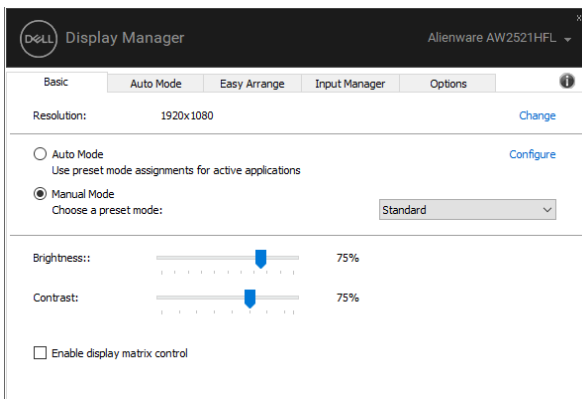 DELL Display Manager Alienware AW2521HFL
Basic Auto Mode Easy Arrange Input Manager Options
Resolution: 1920x1080 Change
Auto Mode Configure
Use preset mode assignments for active applications
Manual Mode
Choose a preset mode: Standard
Brightness:: 75%
Contrast: 75%
Enable display matrix control